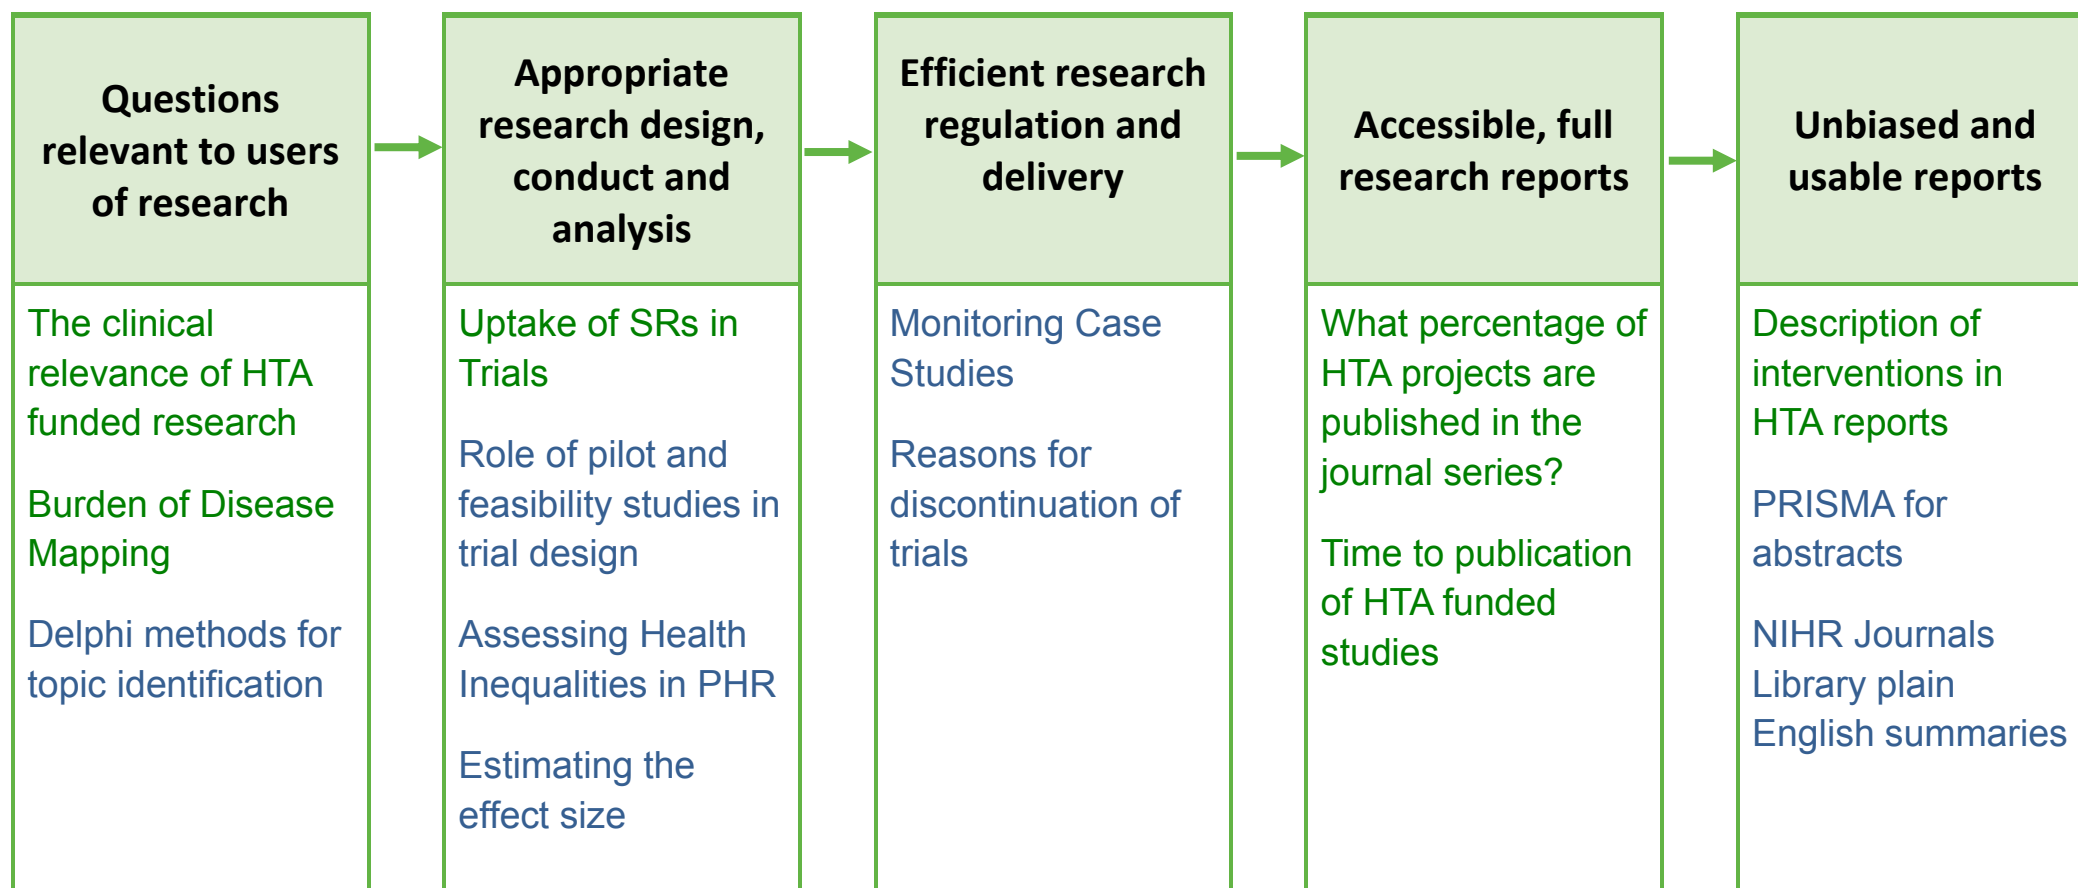 Questions
relevant to users
of research
Appropriate
research design,
conduct and
analysis
Efficient research
regulation and
delivery
Accessible, full
research reports
Unbiased and
usable reports
The clinical
relevance of HTA
funded research
Burden of Disease
Mapping
Delphi methods for
topic identification
Uptake of SRs in
Trials
Role of pilot and
feasibility studies in
trial design
Assessing Health
Inequalities in PHR
Estimating the
effect size
Monitoring Case
Studies
Reasons for
discontinuation of
trials
What percentage of
HTA projects are
published in the
journal series?
Time to publication
of HTA funded
studies
Description of
interventions in
HTA reports
PRISMA for
abstracts
NIHR Journals
Library plain
English summaries